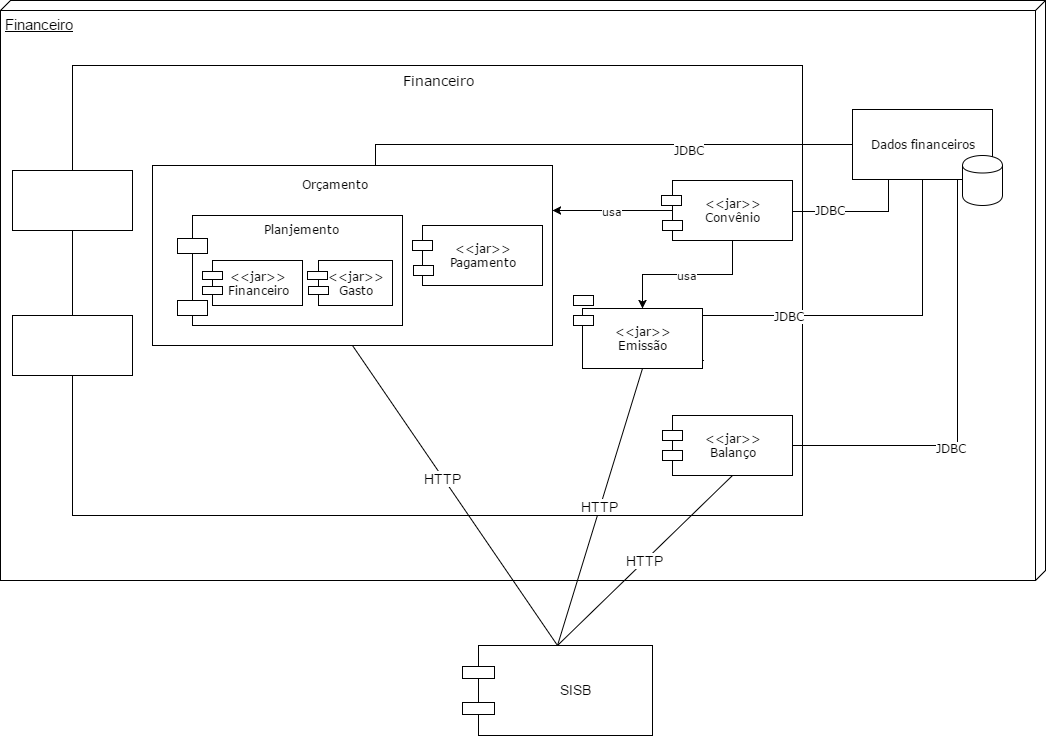 Financeiro
Financeiro
Dados financeiros
JDBC
Orçamento
<<jar>>
Convênio
usa
JDBC
Planjemento
<<jar>>
Pagamento
<<jar>>
Financeiro
<<jar>>
Gasto
usa
JDBC
<<jar>>
Emissão
<<jar>>
Balanço
JDBC
HTTP
HTTP
HTTP
SISB